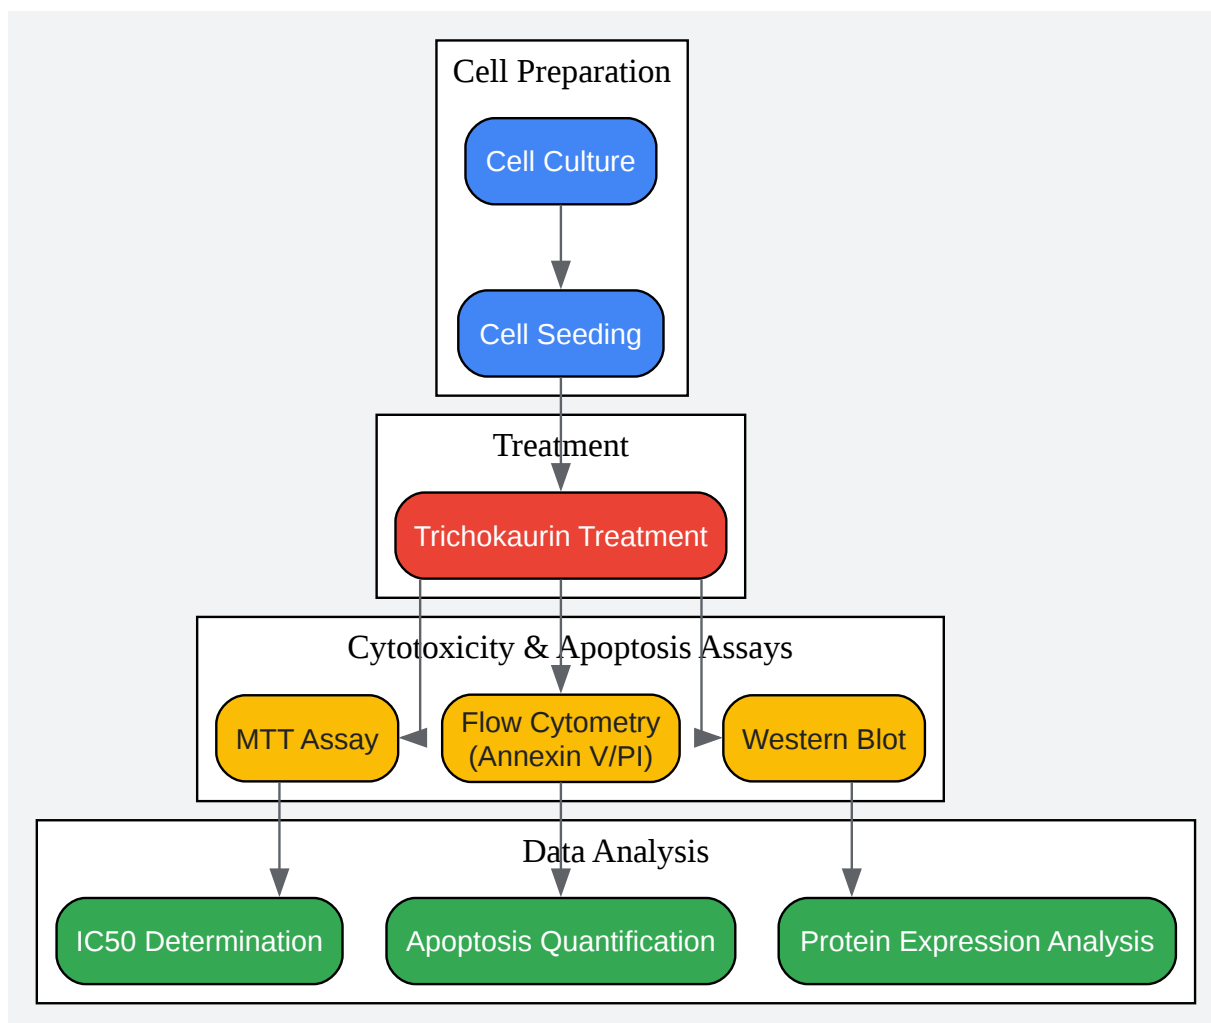 Cell Preparation
Cell Culture
Cell Seeding
Treatment
Trichokaurin Treatment
Cytotoxicity & Apoptosis Assays
MTT Assay
Flow Cytometry
(Annexin V/PI)
Western Blot
Data Analysis
IC50 Determination
Apoptosis Quantification
Protein Expression Analysis